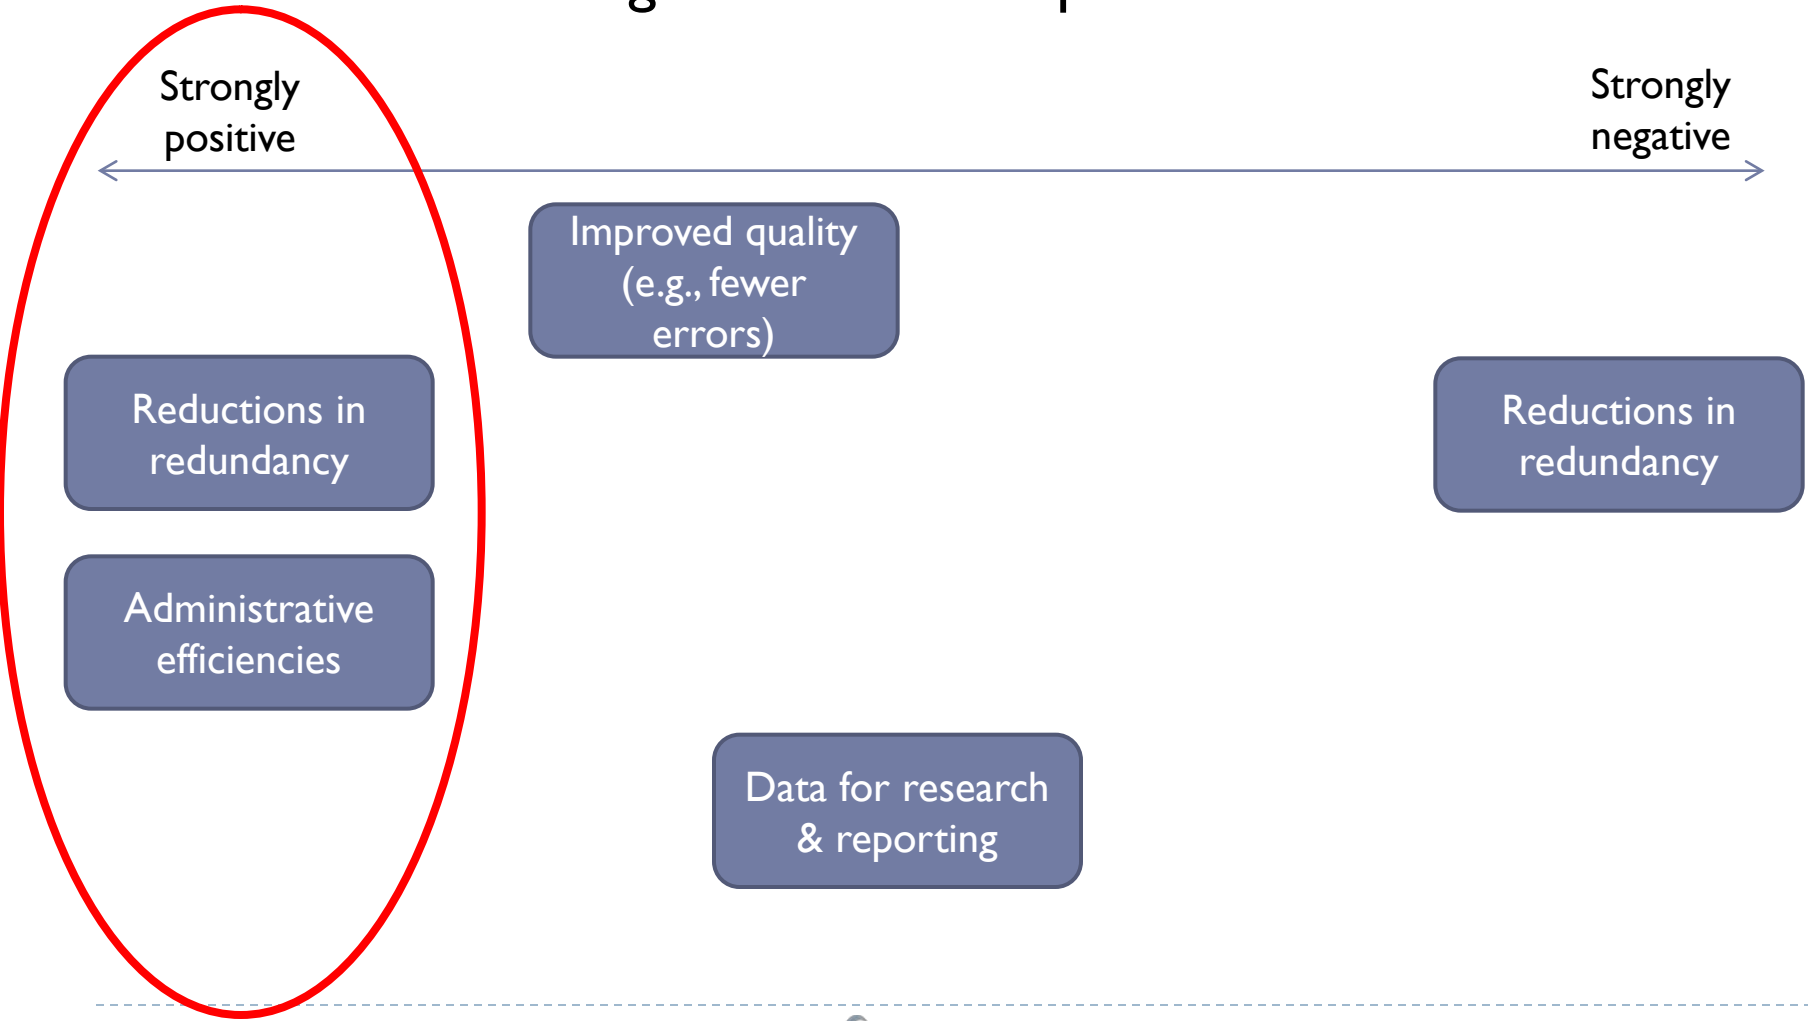 Strongly
positive
Strongly
negative
Improved quality
(e.g., fewer
errors)
Reductions in
redundancy
Reductions in
redundancy
Administrative
efficiencies
Data for research
& reporting